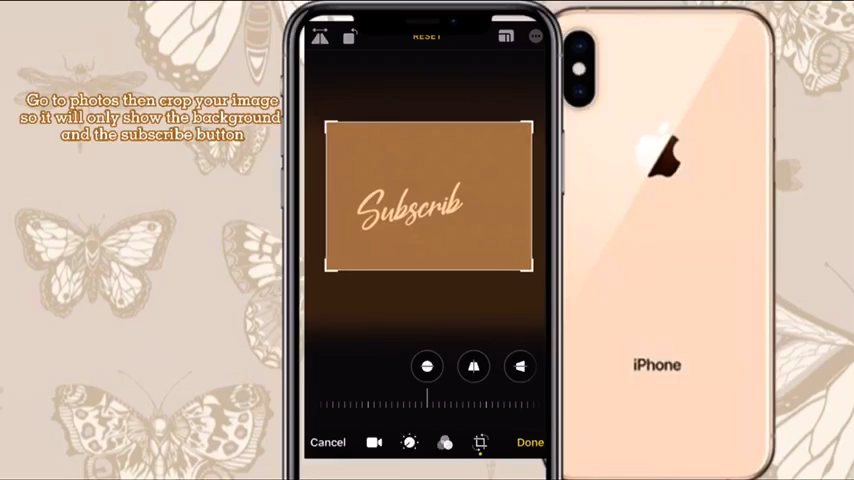 Go to photos then crop your image
so it will only show the background
and the subscribe button
RESET
Subscrib
Cancel
Done
iPhone